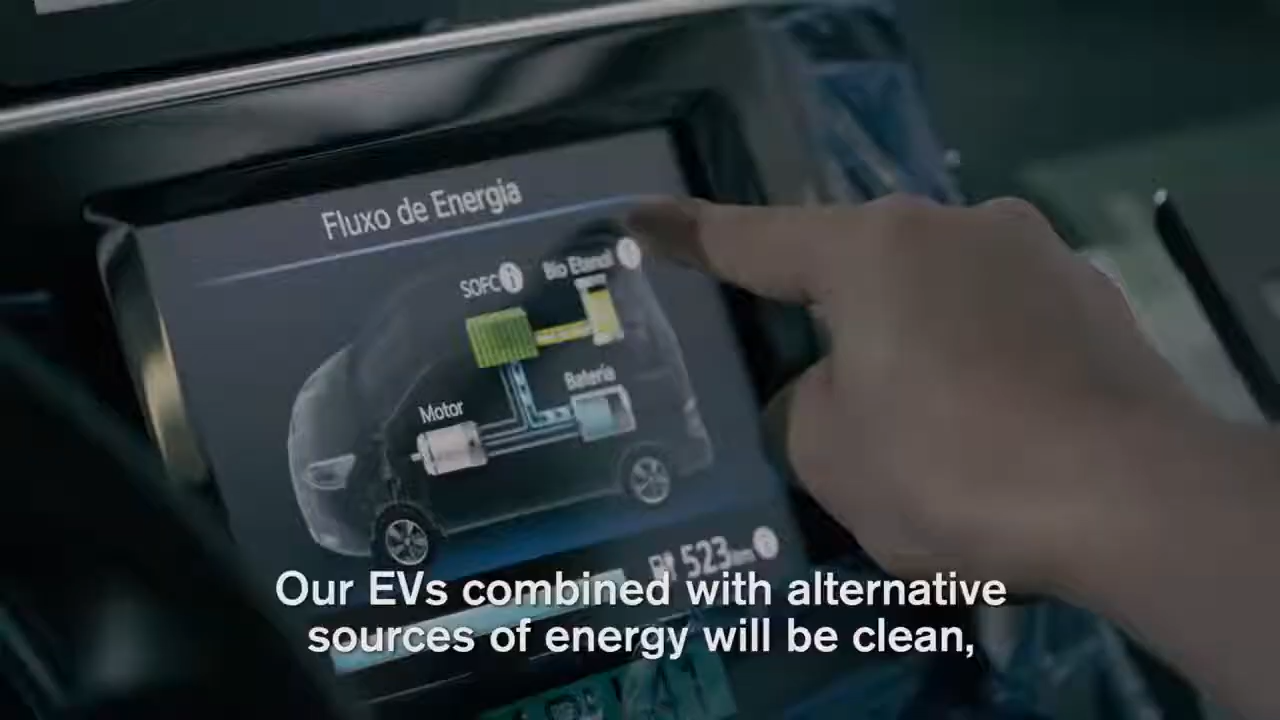 Fluxo de Energia
SOFC
Bio Etanol
Bateria
Motor
523
Our EVs combined with alternative
sources of energy will be clean,